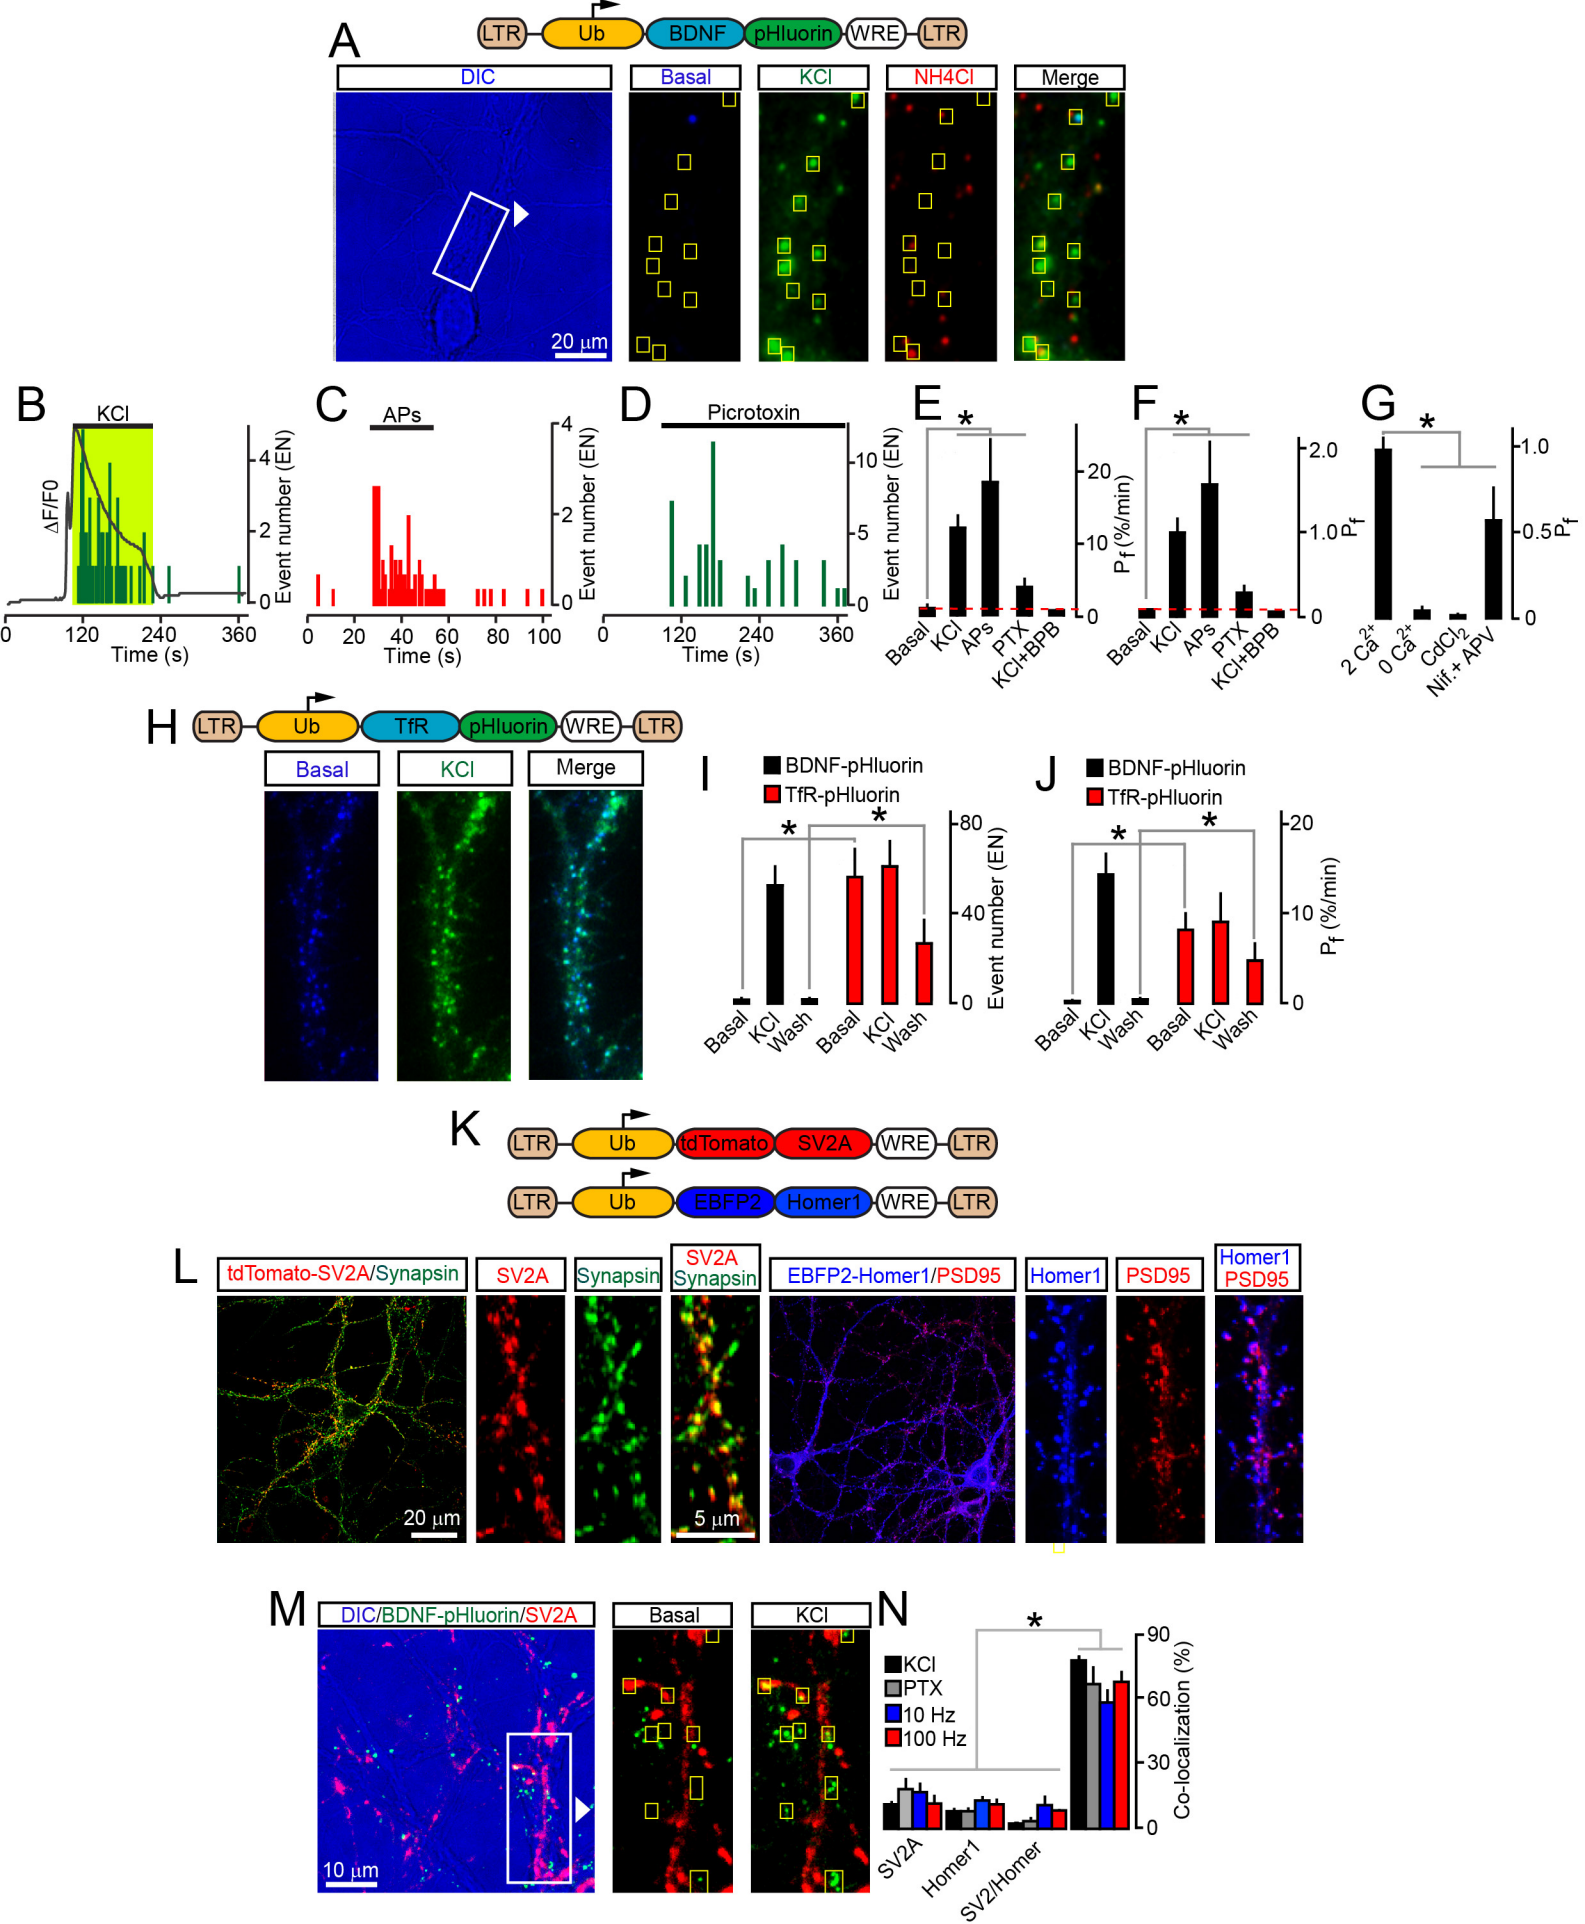 A
LTR Ub BDNF pHluorin WRE LTR
DIC Basal KCl NH4Cl Merge
20 μm
B
KCl
ΔF/F0
4
2
0
Event number (EN)
0 120 240 360
Time (s)
C
APs
4
2
0
Event number (EN)
0 20 40 60 80 100
Time (s)
D
Picrotoxin
10
5
0
Event number (EN)
0 120 240 360
Time (s)
E
*
20
10
0
Pf (%/min)
Basal KCl APs PTX KCl+BPB
F
*
2.0
1.0
0
Pf
Basal KCl APs PTX KCl+BPB
G
*
1.0
0.5
0
Pf
2 Ca2+ 0 Ca2+ CdCl2 Nif.+ APV
H
LTR Ub TfR pHluorin WRE LTR
Basal KCl Merge
I
BDNF-pHluorin
TfR-pHluorin
* *
80
40
0
Event number (EN)
Basal KCl Wash Basal KCl Wash
J
BDNF-pHluorin
TfR-pHluorin
* *
20
10
0
Pf (%/min)
Basal KCl Wash Basal KCl Wash
K
LTR Ub tdTomato SV2A WRE LTR
LTR Ub EBFP2 Homer1 WRE LTR
L
tdTomato-SV2A/Synapsin SV2A Synapsin SV2A
Synapsin
EBFP2-Homer1/PSD95 Homer1 PSD95 Homer1
PSD95
20 μm
5 μm
M
DIC/BDNF-pHluorin/SV2A Basal KCl
10 μm
N
*
KCl
PTX
10 Hz
100 Hz
90
60
30
0
Co-localization (%)
SV2A Homer1 SV2/Homer